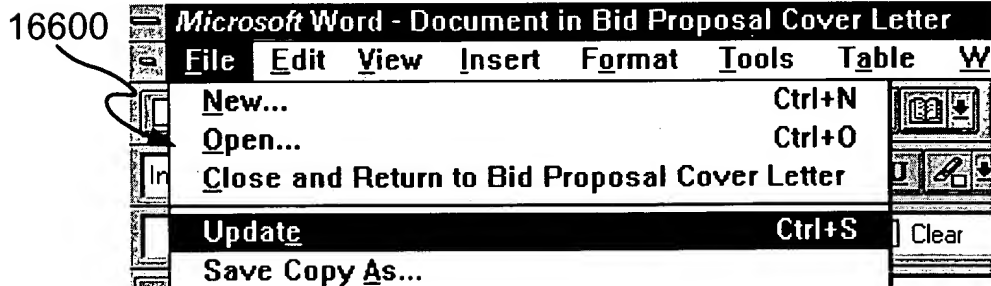 16600
Microsoft Word - Document in Bid Proposal Cover Letter
File Edit View Insert Format Tools Table W
New... Ctrl+N
Open... Ctrl+O
In Close and Return to Bid Proposal Cover Letter U
Update Ctrl+S Clear
Save Copy As...